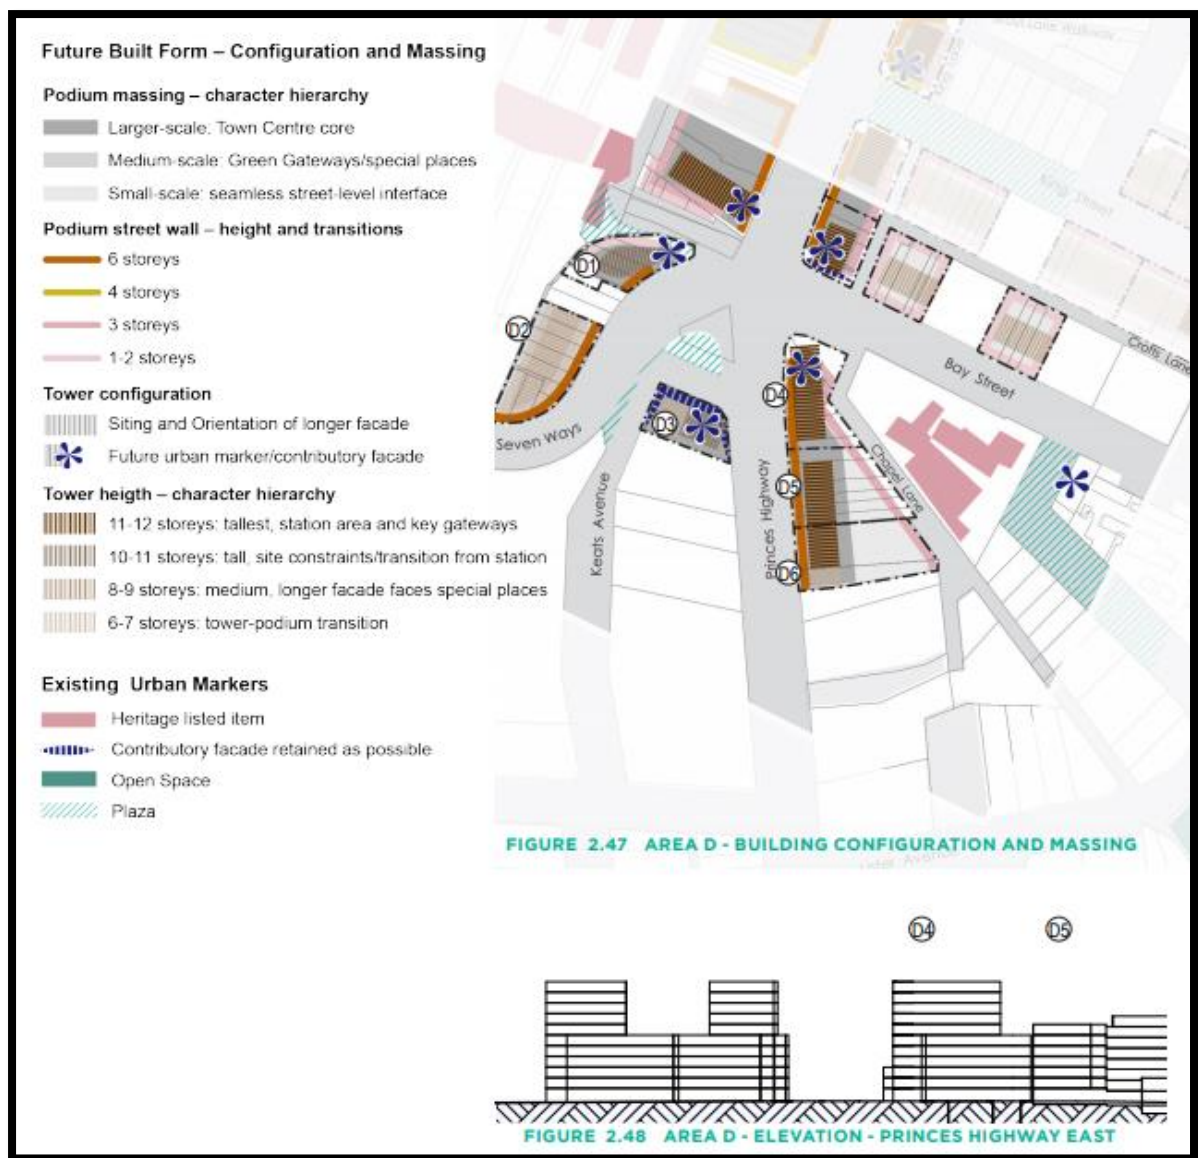 Future Built Form – Configuration and Massing
Podium massing – character hierarchy
Larger-scale: Town Centre core
Medium-scale: Green Gateways/special places
Small-scale: seamless street-level interface
Podium street wall – height and transitions
6 storeys
4 storeys
3 storeys
1-2 storeys
Tower configuration
Siting and Orientation of longer facade
Future urban marker/contributory facade
Tower heigth – character hierarchy
11-12 storeys: tallest, station area and key gateways
10-11 storeys: tall, site constraints/transition from station
8-9 storeys: medium, longer facade faces special places
6-7 storeys: tower-podium transition
Existing Urban Markers
Heritage listed item
Contributory facade retained as possible
Open Space
Plaza
King Street
D1
D2
Crofts Lane
Bay Street
D4
D3
Seven Ways
Chapel Lane
Keats Avenue
Princes Highway
D5
D6
FIGURE 2.47 AREA D - BUILDING CONFIGURATION AND MASSING
D4
D5
FIGURE 2.48 AREA D - ELEVATION - PRINCES HIGHWAY EAST